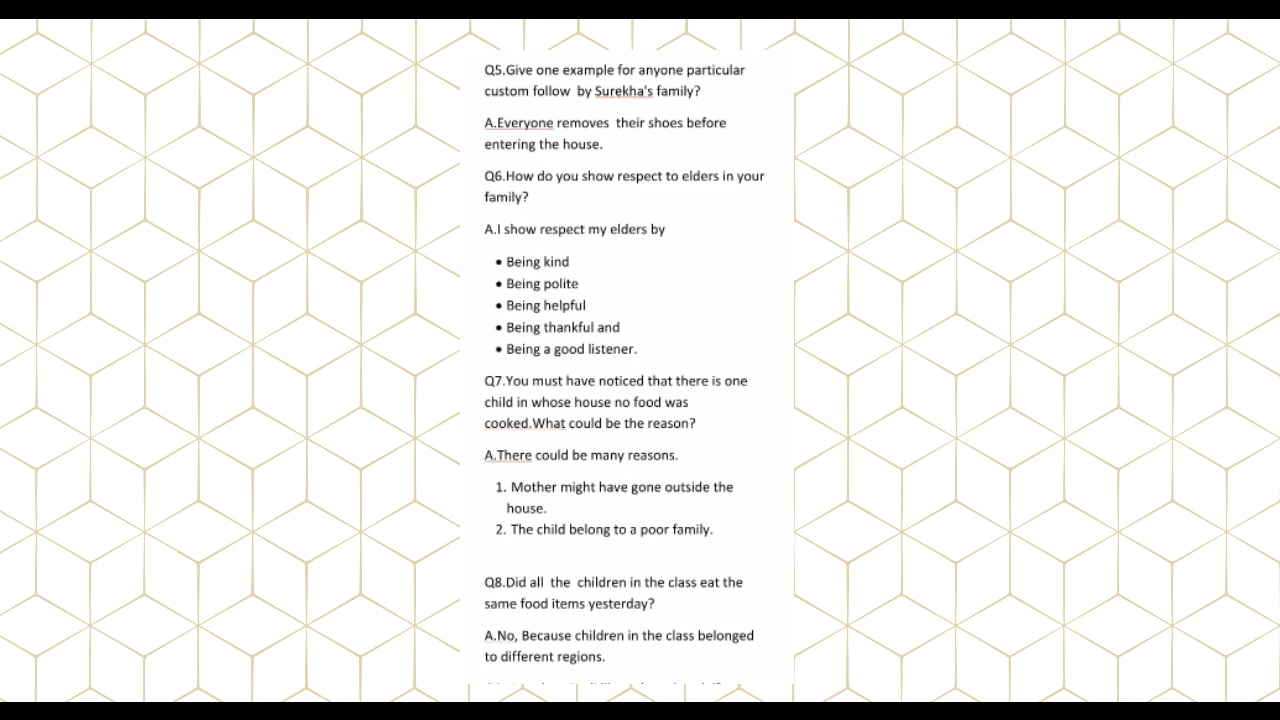 Q5.Give one example for anyone particular
custom follow  by Surekha's family?
A.Everyone removes  their shoes before
entering the house.
Q6.How do you show respect to elders in your
family?
A.I show respect my elders by
• Being kind
• Being polite
• Being helpful
• Being thankful and
• Being a good listener.
Q7.You must have noticed that there is one
child in whose house no food was
cooked.What could be the reason?
A.There could be many reasons.
1. Mother might have gone outside the
house.
2. The child belong to a poor family.
Q8.Did all  the  children in the class eat the
same food items yesterday?
A.No, Because children in the class belonged
to different regions.